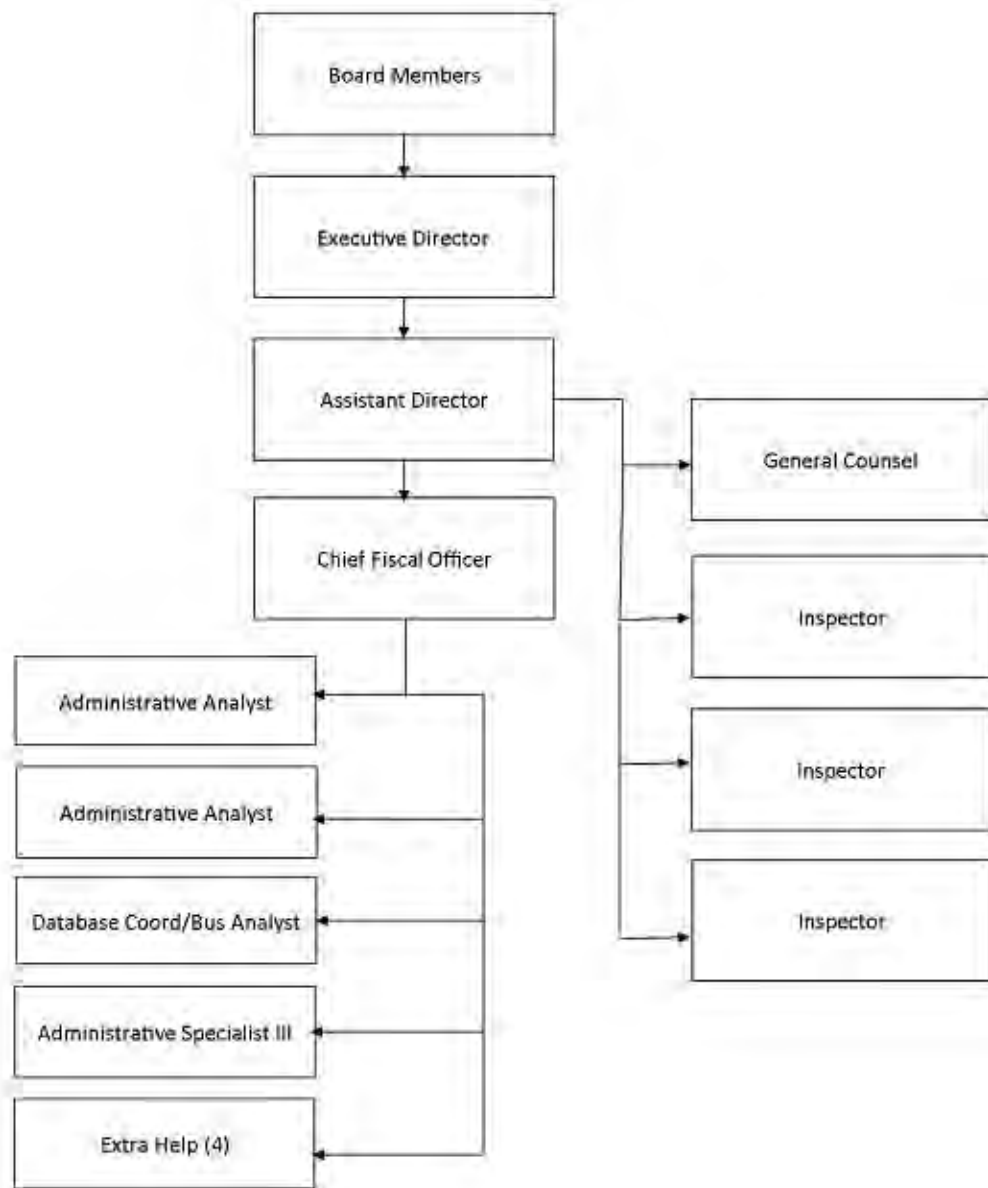 Board Members
Executive Director
Assistant Director
General Counsel
Chief Fiscal Officer
Inspector
Administrative Analyst
Inspector
Administrative Analyst
Database Coord/Bus Analyst
Inspector
Administrative Specialist III
Extra Help (4)